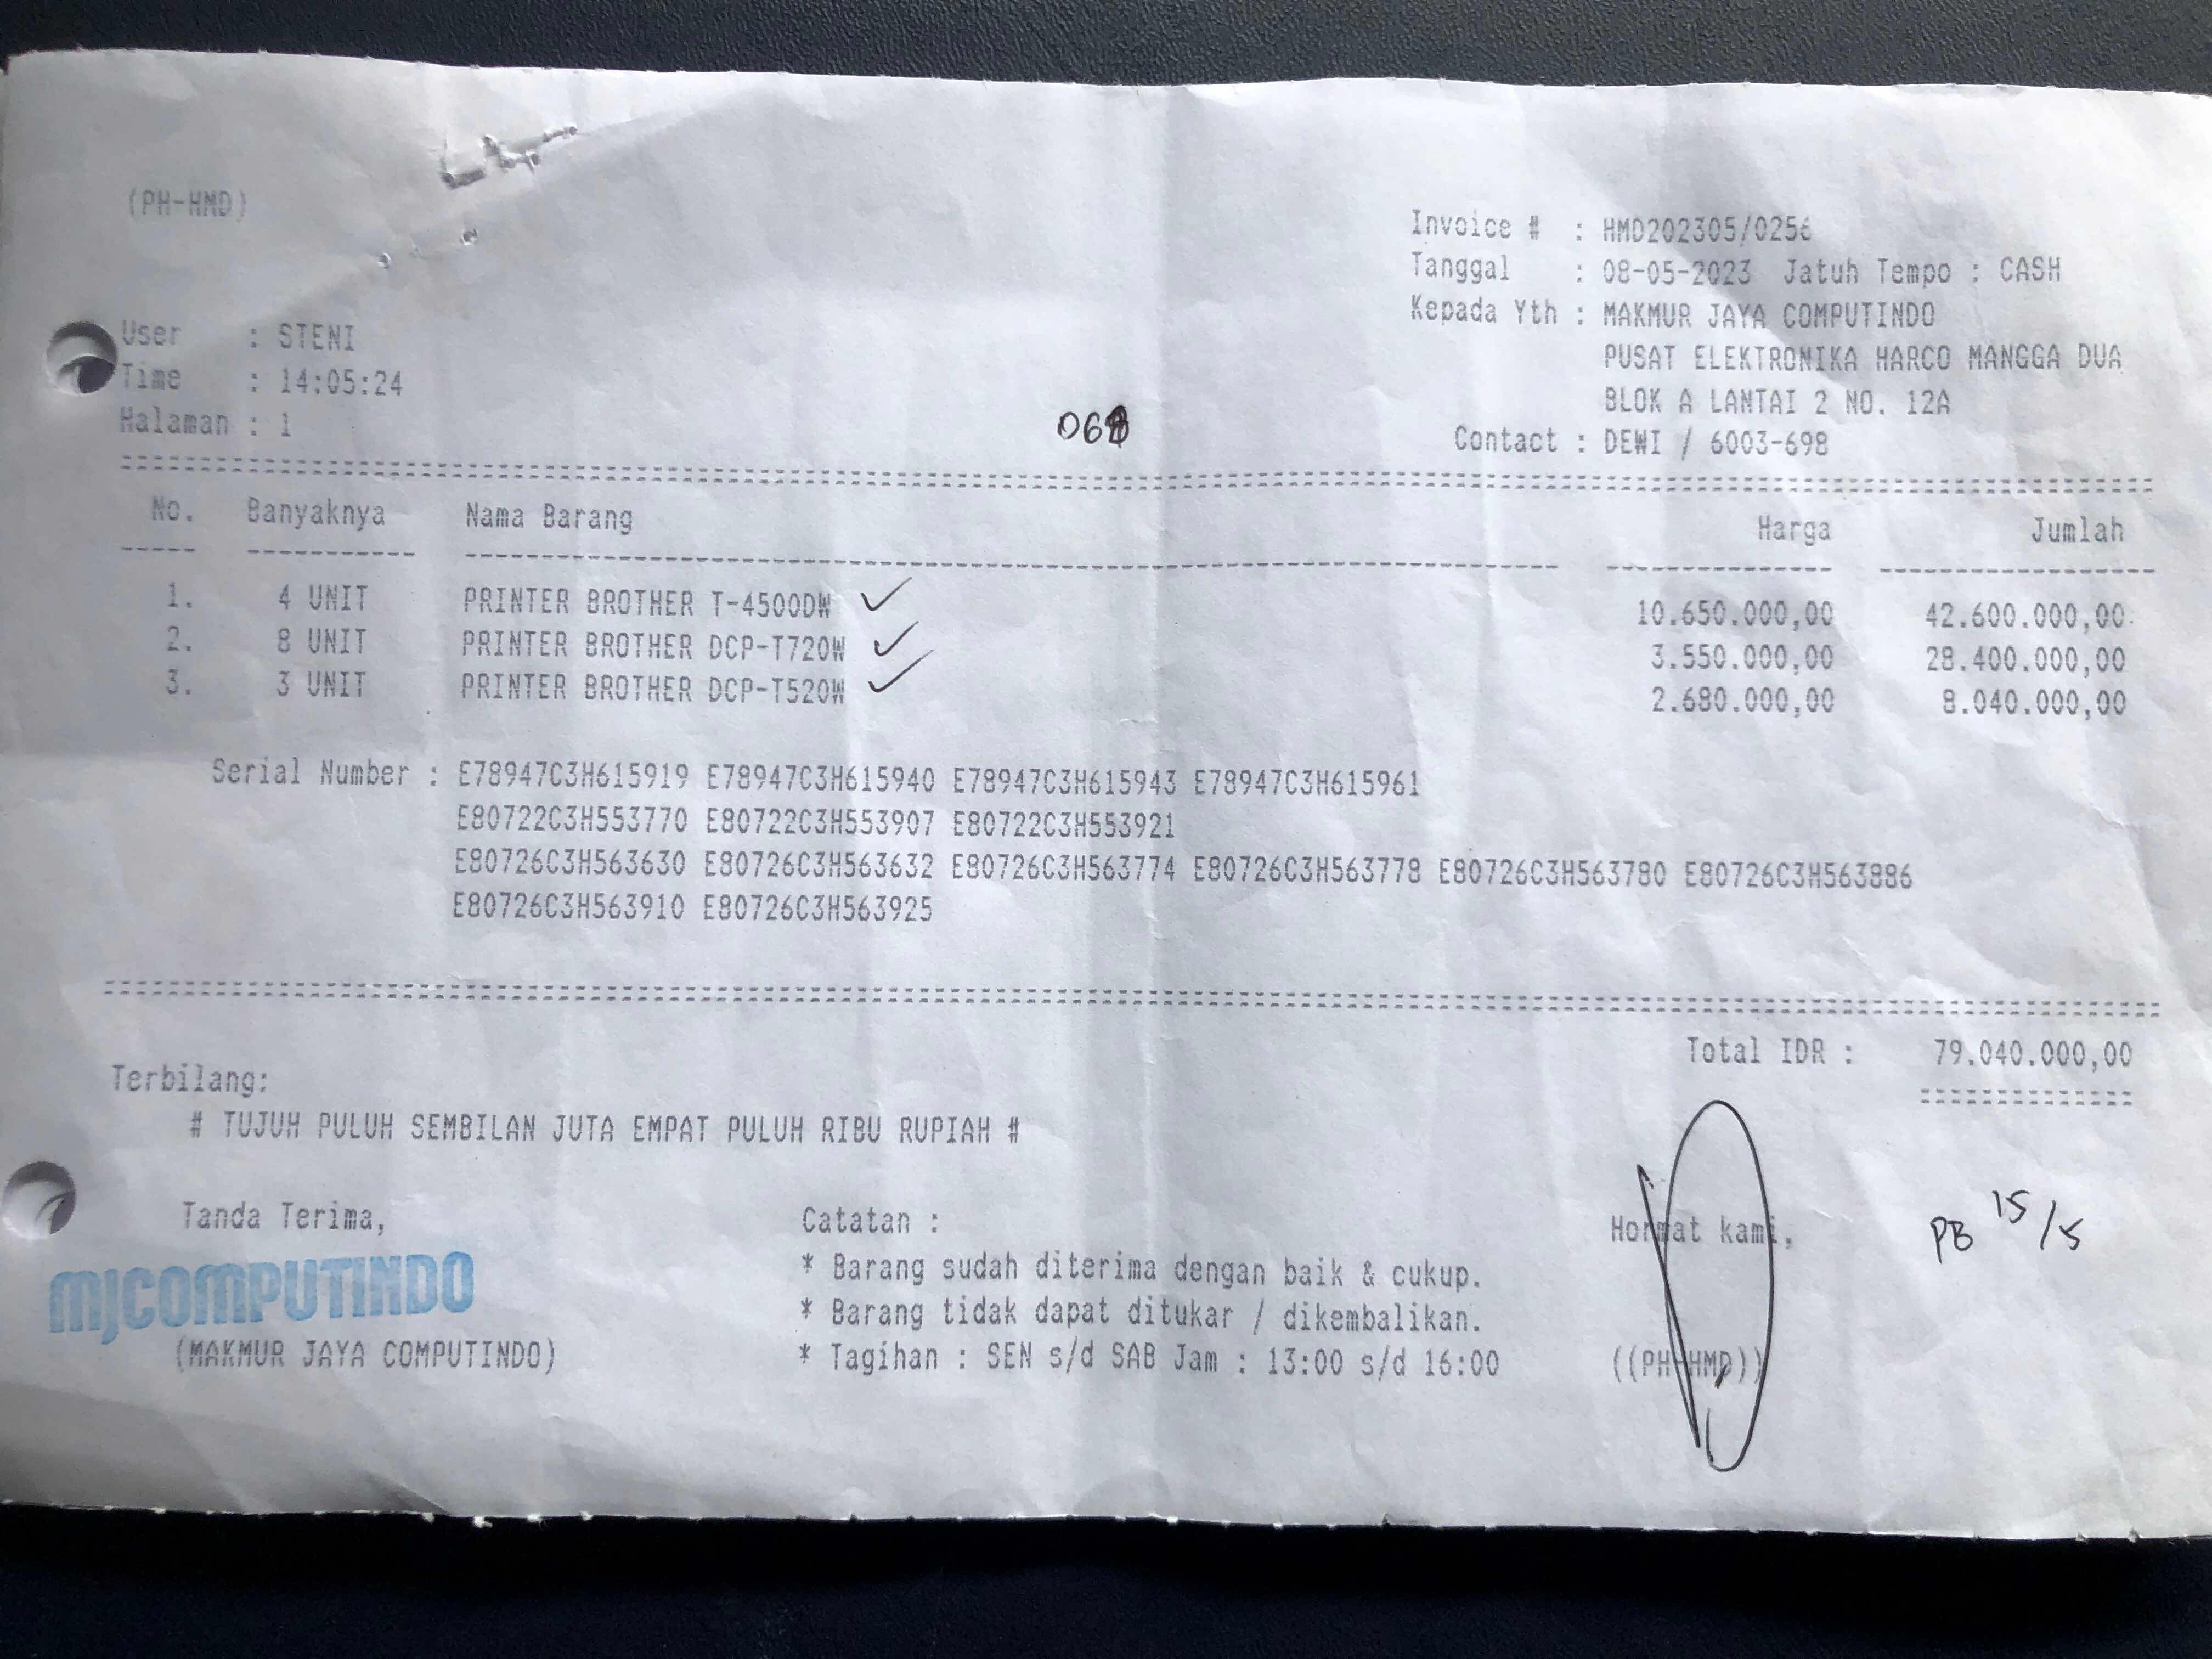 (PH-HMD)
Invoice # : HMD202305/0256
Tanggal : 08-05-2023 Jatuh Tempo : CASH
Kepada Yth : MAKMUR JAYA COMPUTINDO
PUSAT ELEKTRONIKA HARCO MANGGA DUA
BLOK A LANTAI 2 NO. 12A
Contact : DEWI / 6003-698
User : STENI
Time : 14:05:24
Halaman : 1
No. Banyaknya Nama Barang Harga Jumlah
1. 4 UNIT PRINTER BROTHER T-4500DW 10.650.000,00 42.600.000,00
2. 8 UNIT PRINTER BROTHER DCP-T720W 3.550.000,00 28.400.000,00
3. 3 UNIT PRINTER BROTHER DCP-T520W 2.680.000,00 8.040.000,00
Serial Number : E78947C3H615919 E78947C3H615940 E78947C3H615943 E78947C3H615961
E80722C3H553770 E80722C3H553907 E80722C3H553921
E80726C3H563630 E80726C3H563632 E80726C3H563774 E80726C3H563778 E80726C3H563780 E80726C3H563886
E80726C3H563910 E80726C3H563925
Total IDR : 79.040.000,00
Terbilang:
# TUJUH PULUH SEMBILAN JUTA EMPAT PULUH RIBU RUPIAH #
Tanda Terima,
mjcomputindo
(MAKMUR JAYA COMPUTINDO)
Catatan :
* Barang sudah diterima dengan baik & cukup.
* Barang tidak dapat ditukar / dikembalikan.
* Tagihan : SEN s/d SAB Jam : 13:00 s/d 16:00
Hormat kami,
((PH-HMD))
PB 15/5